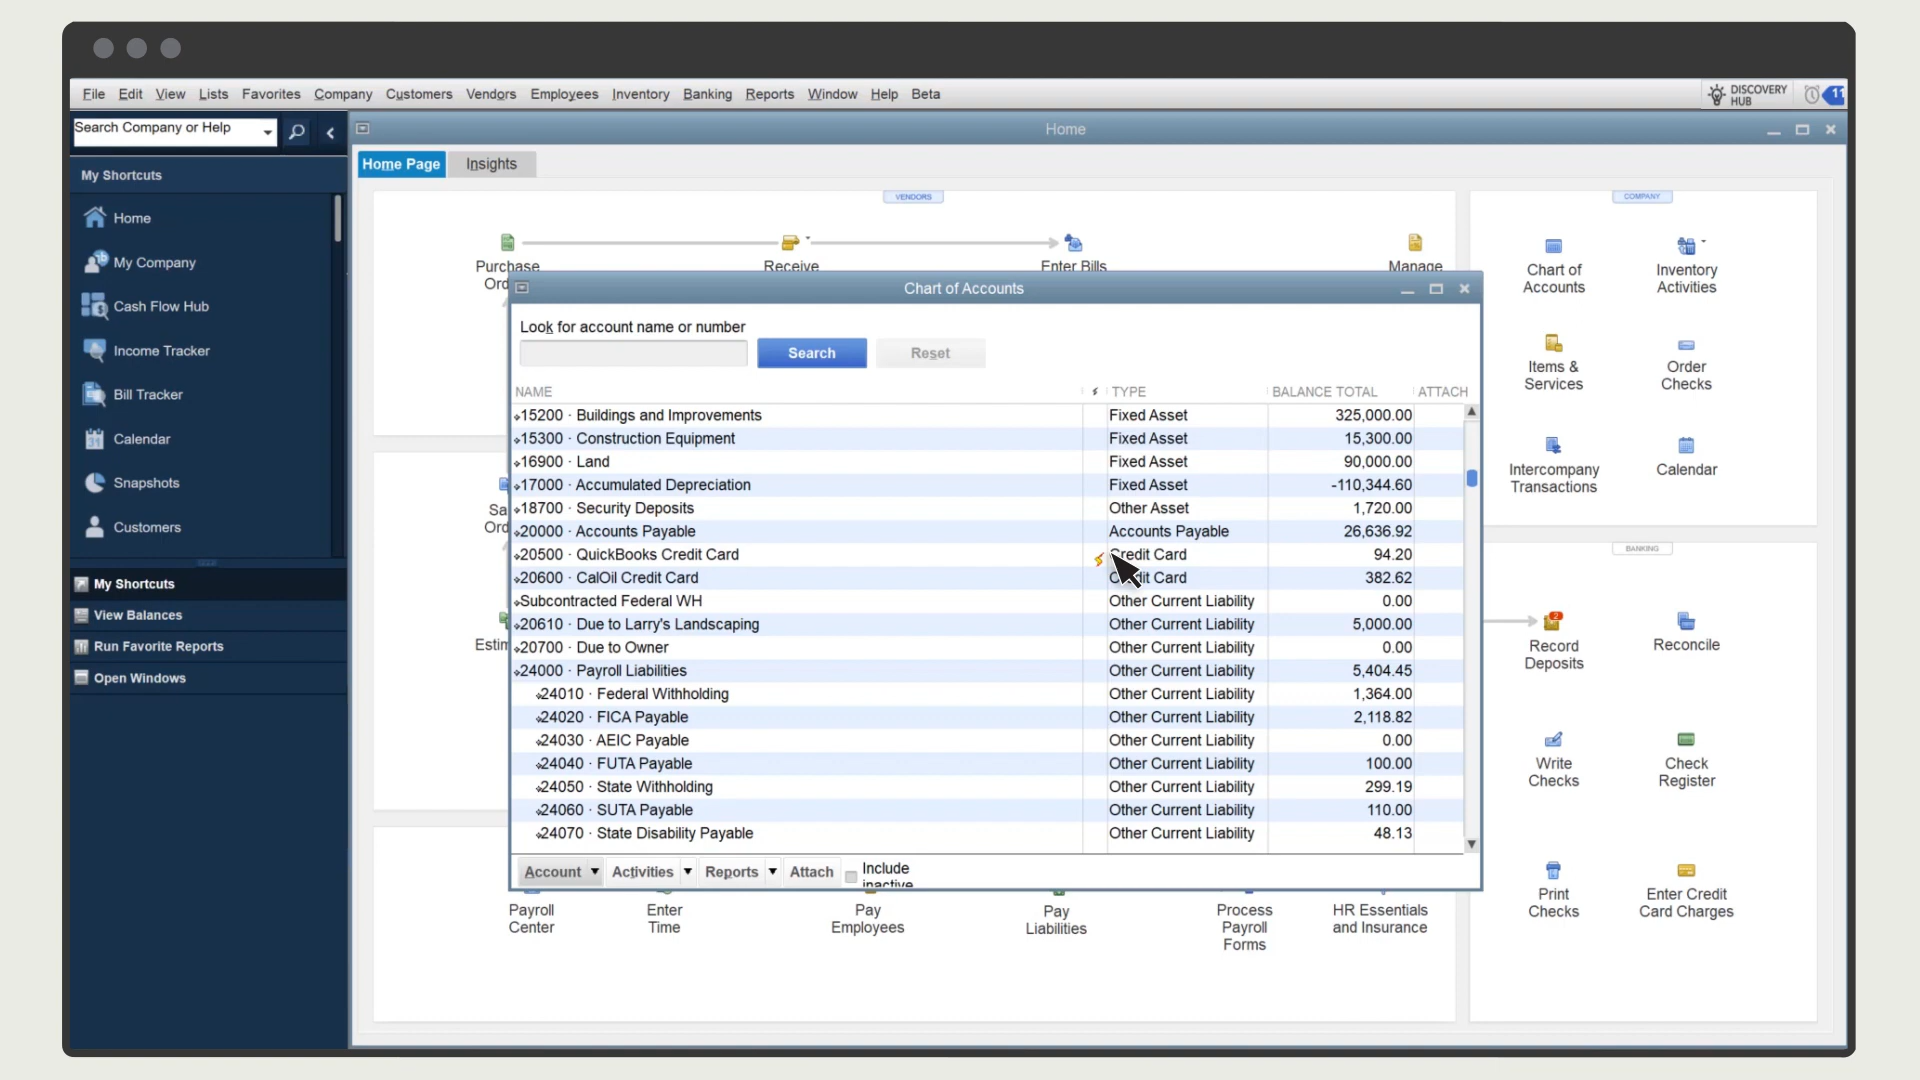 File Edit View Lists Favorites Company Customers Vendors Employees Inventory Banking Reports Window Help Beta
DISCOVERY
HUB
11
Search Company or Help
Home
My Shortcuts
Home
My Company
Cash Flow Hub
Income Tracker
Bill Tracker
31
Calendar
Snapshots
Customers
My Shortcuts
View Balances
Run Favorite Reports
Open Windows
Home Page
Insights
VENDORS
Purchase
Ord
Receive
Enter Bills
Manage
Sa
Ord
Estim
Chart of Accounts
Look for account name or number
Search
Reset
NAME TYPE BALANCE TOTAL ATTACH
15200 · Buildings and Improvements Fixed Asset 325,000.00
15300 · Construction Equipment Fixed Asset 15,300.00
16900 · Land Fixed Asset 90,000.00
17000 · Accumulated Depreciation Fixed Asset -110,344.60
18700 · Security Deposits Other Asset 1,720.00
20000 · Accounts Payable Accounts Payable 26,636.92
20500 · QuickBooks Credit Card Credit Card 94.20
20600 · CalOil Credit Card Credit Card 382.62
Subcontracted Federal WH Other Current Liability 0.00
20610 · Due to Larry's Landscaping Other Current Liability 5,000.00
20700 · Due to Owner Other Current Liability 0.00
24000 · Payroll Liabilities Other Current Liability 5,404.45
24010 · Federal Withholding Other Current Liability 1,364.00
24020 · FICA Payable Other Current Liability 2,118.82
24030 · AEIC Payable Other Current Liability 0.00
24040 · FUTA Payable Other Current Liability 100.00
24050 · State Withholding Other Current Liability 299.19
24060 · SUTA Payable Other Current Liability 110.00
24070 · State Disability Payable Other Current Liability 48.13
Account Activities Reports Attach Include
inactive
Payroll
Center
Enter
Time
Pay
Employees
Pay
Liabilities
Process
Payroll
Forms
HR Essentials
and Insurance
COMPANY
Chart of
Accounts
Inventory
Activities
Items &
Services
Order
Checks
Intercompany
Transactions
Calendar
BANKING
2
Record
Deposits
Reconcile
Write
Checks
Check
Register
Print
Checks
Enter Credit
Card Charges